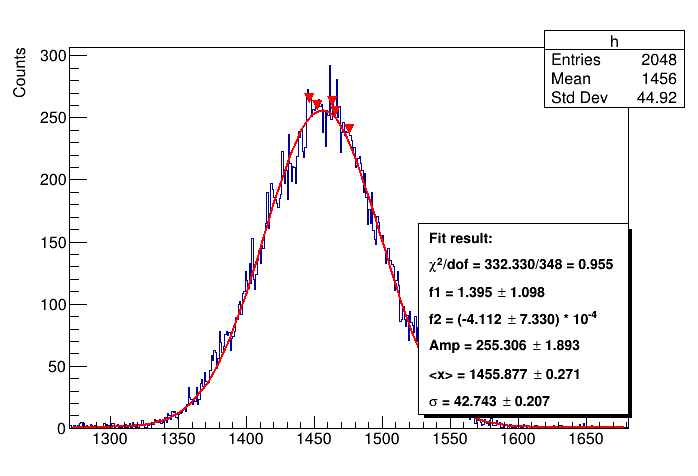 h
Entries 2048
Mean 1456
Std Dev 44.92
Counts
300
250
200
150
100
50
0
Fit result:
χ²/dof = 332.330/348 = 0.955
f1 = 1.395 ± 1.098
f2 = (-4.112 ± 7.330) * 10⁻⁴
Amp = 255.306 ± 1.893
<x> = 1455.877 ± 0.271
σ = 42.743 ± 0.207
1300 1350 1400 1450 1500 1550 1600 1650